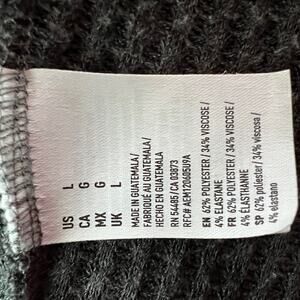 US L
CA G
MX G
UK L
MADE IN GUATEMALA/
FABRIQUÉ AU GUATEMALA/
HECHO EN GUATEMALA
RN 54485/CA 03873
RFC# AEM120605U9A
EN 62% POLYESTER / 34% VISCOSE /
4% ELASTANE
FR 62% POLYESTER / 34% VISCOSE /
4% ÉLASTHANNE
SP 62% poliester / 34% viscosa /
4% elastano